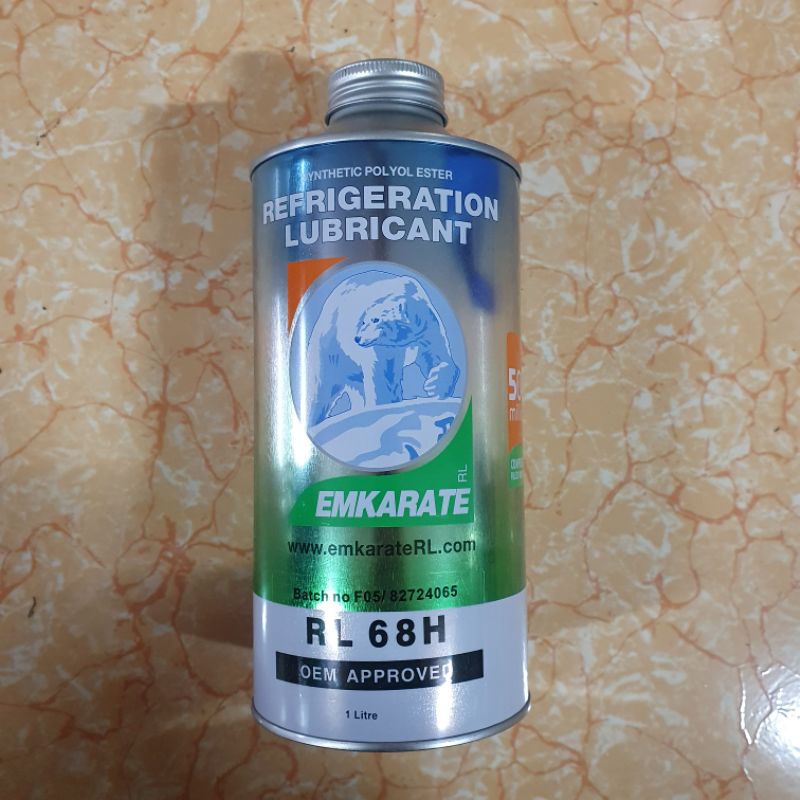 SYNTHETIC POLYOL ESTER
REFRIGERATION
LUBRICANT
EMKARATE RL
www.emkarateRL.com
Batch no F05/ 82724065
RL 68H
OEM APPROVED
1 Litre